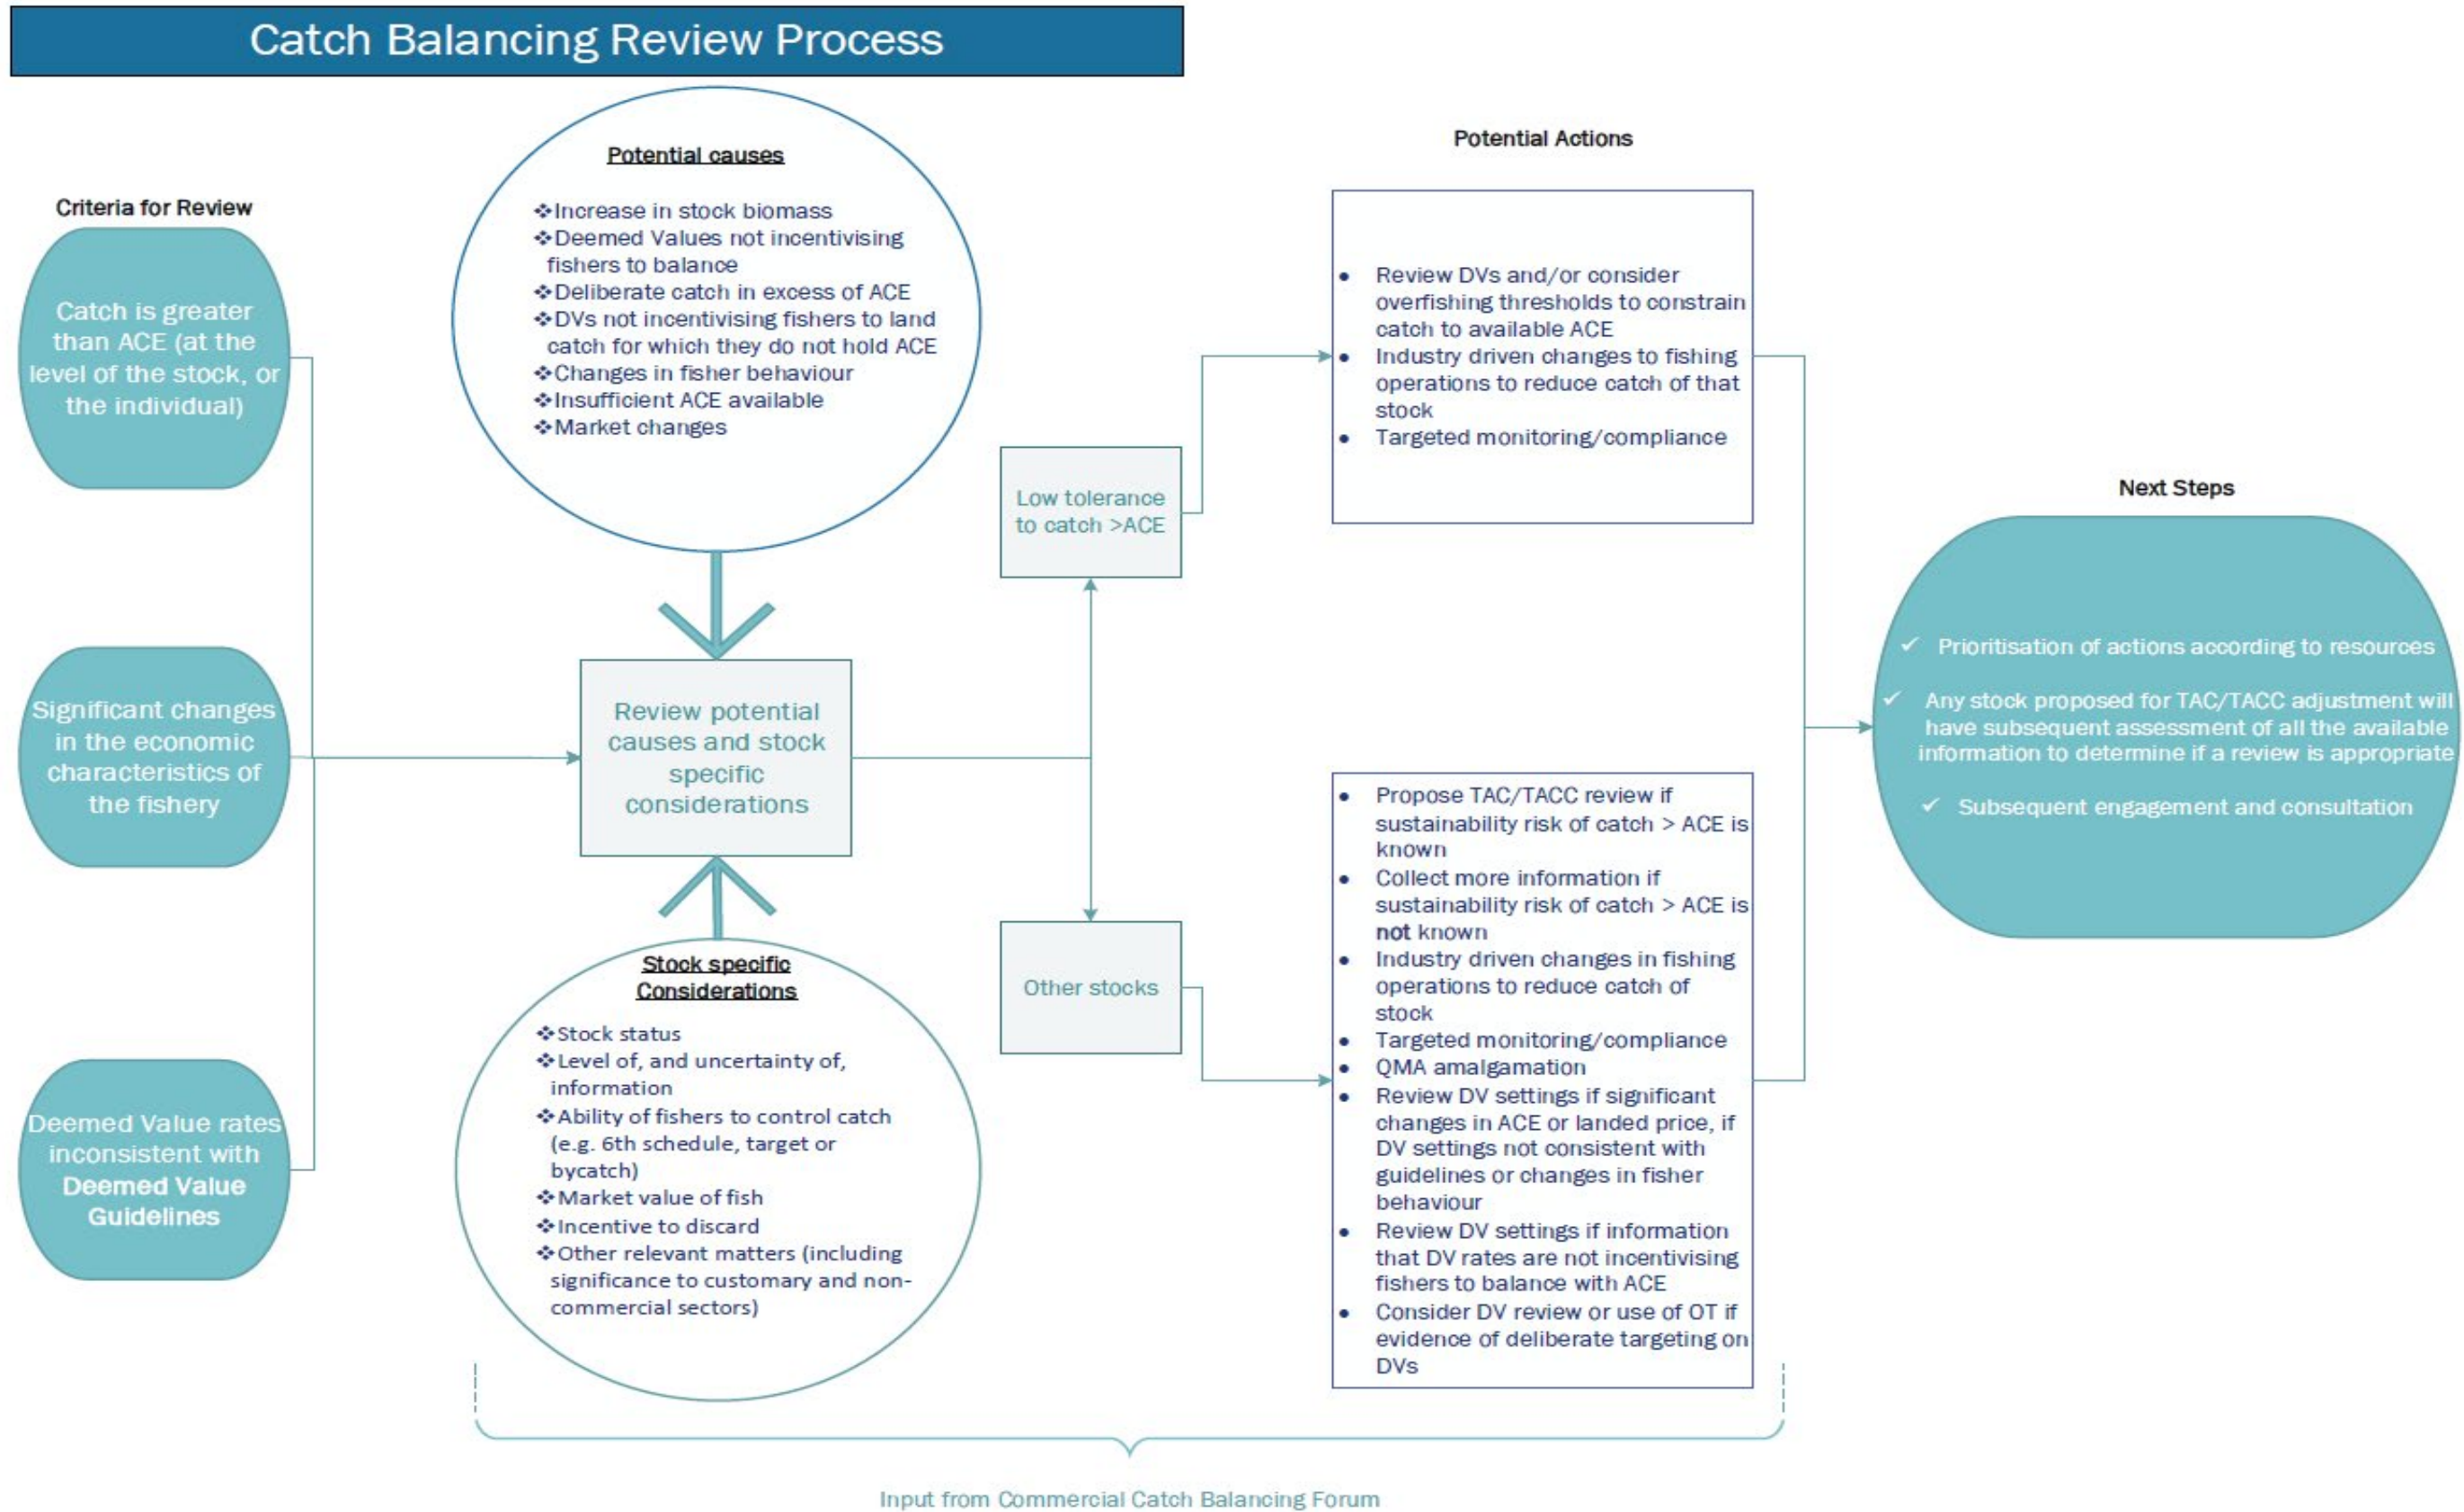 Catch Balancing Review Process
Criteria for Review
Catch is greater
than ACE (at the
level of the stock, or
the individual)
Significant changes
in the economic
characteristics of
the fishery
Deemed Value rates
inconsistent with
Deemed Value
Guidelines
Potential causes
❖Increase in stock biomass
❖Deemed Values not incentivising
fishers to balance
❖Deliberate catch in excess of ACE
❖DVs not incentivising fishers to land
catch for which they do not hold ACE
❖Changes in fisher behaviour
❖Insufficient ACE available
❖Market changes
Review potential
causes and stock
specific
considerations
Stock specific
Considerations
❖Stock status
❖Level of, and uncertainty of,
information
❖Ability of fishers to control catch
(e.g. 6th schedule, target or
bycatch)
❖Market value of fish
❖Incentive to discard
❖Other relevant matters (including
significance to customary and non-
commercial sectors)
Low tolerance
to catch >ACE
Other stocks
Potential Actions
• Review DVs and/or consider
overfishing thresholds to constrain
catch to available ACE
• Industry driven changes to fishing
operations to reduce catch of that
stock
• Targeted monitoring/compliance
• Propose TAC/TACC review if
sustainability risk of catch > ACE is
known
• Collect more information if
sustainability risk of catch > ACE is
not known
• Industry driven changes in fishing
operations to reduce catch of
stock
• Targeted monitoring/compliance
• QMA amalgamation
• Review DV settings if significant
changes in ACE or landed price, if
DV settings not consistent with
guidelines or changes in fisher
behaviour
• Review DV settings if information
that DV rates are not incentivising
fishers to balance with ACE
• Consider DV review or use of OT if
evidence of deliberate targeting on
DVs
Next Steps
✓ Prioritisation of actions according to resources
✓ Any stock proposed for TAC/TACC adjustment will
have subsequent assessment of all the available
information to determine if a review is appropriate
✓ Subsequent engagement and consultation
Input from Commercial Catch Balancing Forum